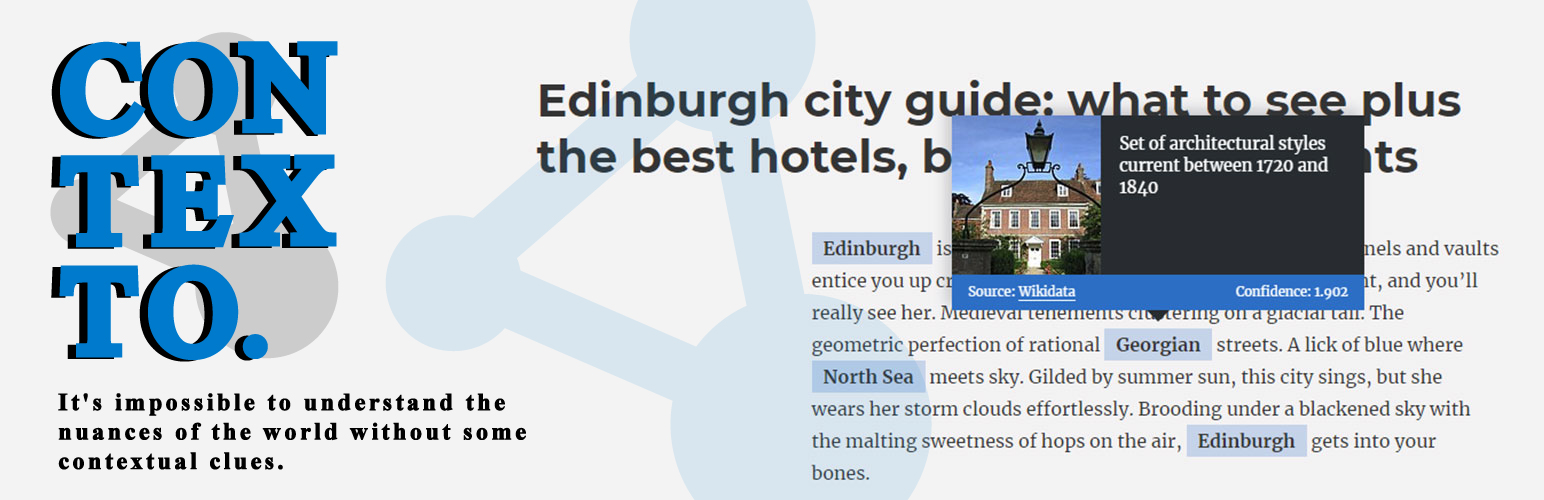 CON
TEX
TO.
It's impossible to understand the
nuances of the world without some
contextual clues.
Edinburgh city guide: what to see plus
the best hotels, b nts
Set of architectural styles
current between 1720 and
1840
Source: Wikidata Confidence: 1.902
Edinburgh is nels and vaults
entice you up cr nt, and you’ll
really see her. Medieval tenements clustering on a glacial tail. The
geometric perfection of rational Georgian streets. A lick of blue where
North Sea meets sky. Gilded by summer sun, this city sings, but she
wears her storm clouds effortlessly. Brooding under a blackened sky with
the malting sweetness of hops on the air, Edinburgh gets into your
bones.